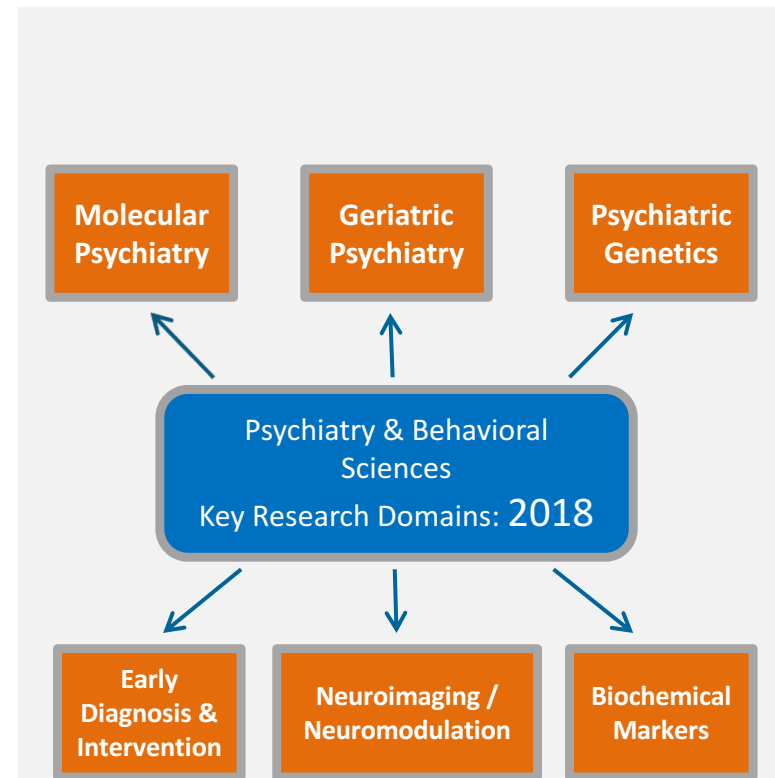 Molecular
Psychiatry
Geriatric
Psychiatry
Psychiatric
Genetics
Psychiatry & Behavioral
Sciences
Key Research Domains: 2018
Early
Diagnosis &
Intervention
Neuroimaging /
Neuromodulation
Biochemical
Markers